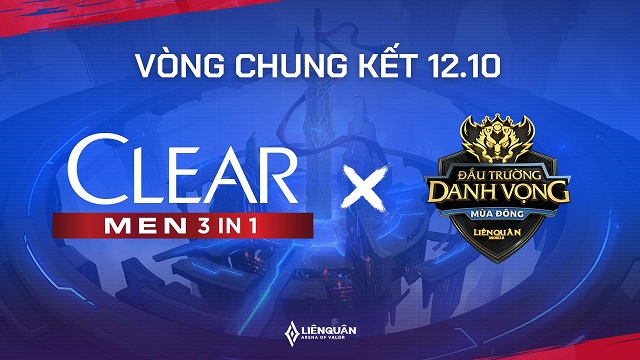 VÒNG CHUNG KẾT 12.10
CLEAR
MEN 3 IN 1
X
ĐẤU TRƯỜNG
DANH VỌNG
MÙA ĐÔNG
LIÊNQUÂN
MOBILE
LIÊNQUÂN
ARENA OF VALOR